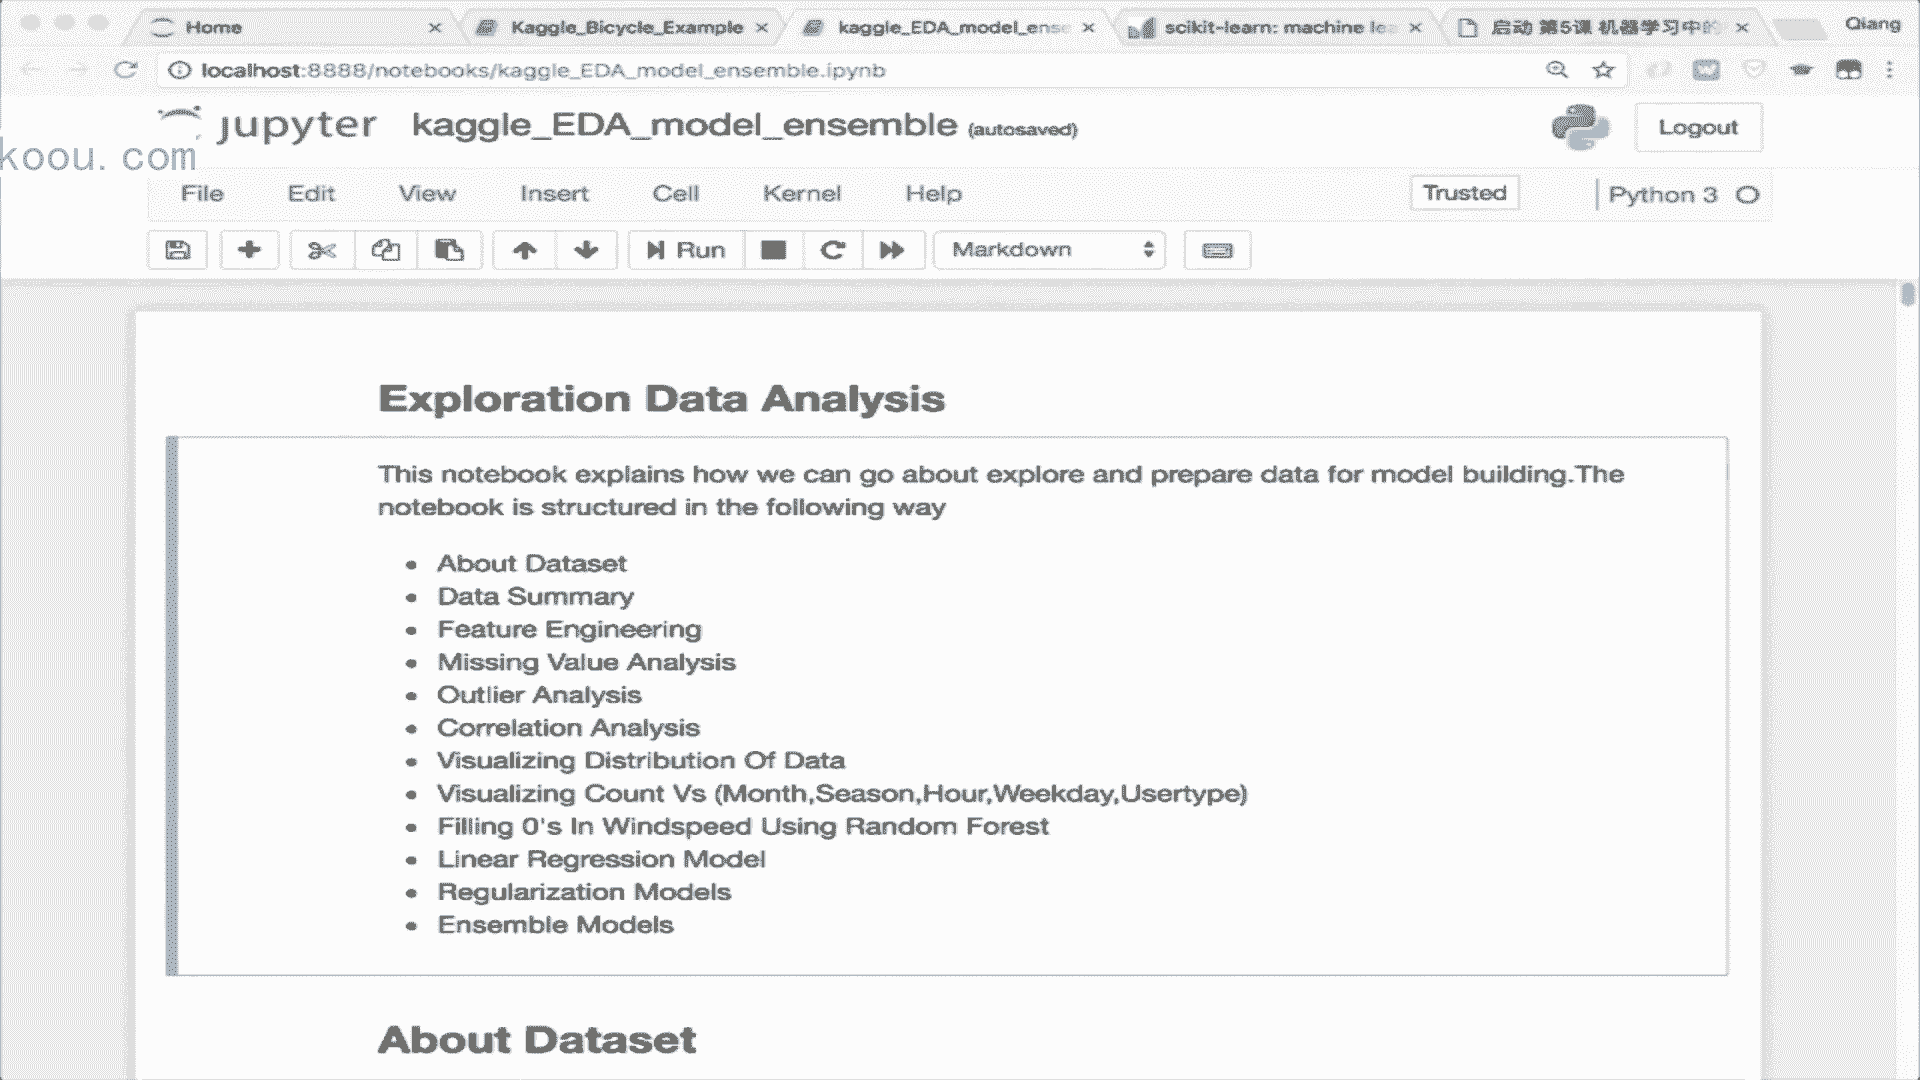 Home
Kaggle_Bicycle_Example
kaggle_EDA_model_ense
scikit-learn: machine lea
启动 第5课 机器学习中的
Qiang
localhost:8888/notebooks/kaggle_EDA_model_ensemble.ipynb
jupyter kaggle_EDA_model_ensemble (autosaved)
Logout
koou.com
File Edit View Insert Cell Kernel Help
Trusted
Python 3
Run
Markdown
Exploration Data Analysis
This notebook explains how we can go about explore and prepare data for model building.The
notebook is structured in the following way
• About Dataset
• Data Summary
• Feature Engineering
• Missing Value Analysis
• Outlier Analysis
• Correlation Analysis
• Visualizing Distribution Of Data
• Visualizing Count Vs (Month,Season,Hour,Weekday,Usertype)
• Filling 0's In Windspeed Using Random Forest
• Linear Regression Model
• Regularization Models
• Ensemble Models
About Dataset